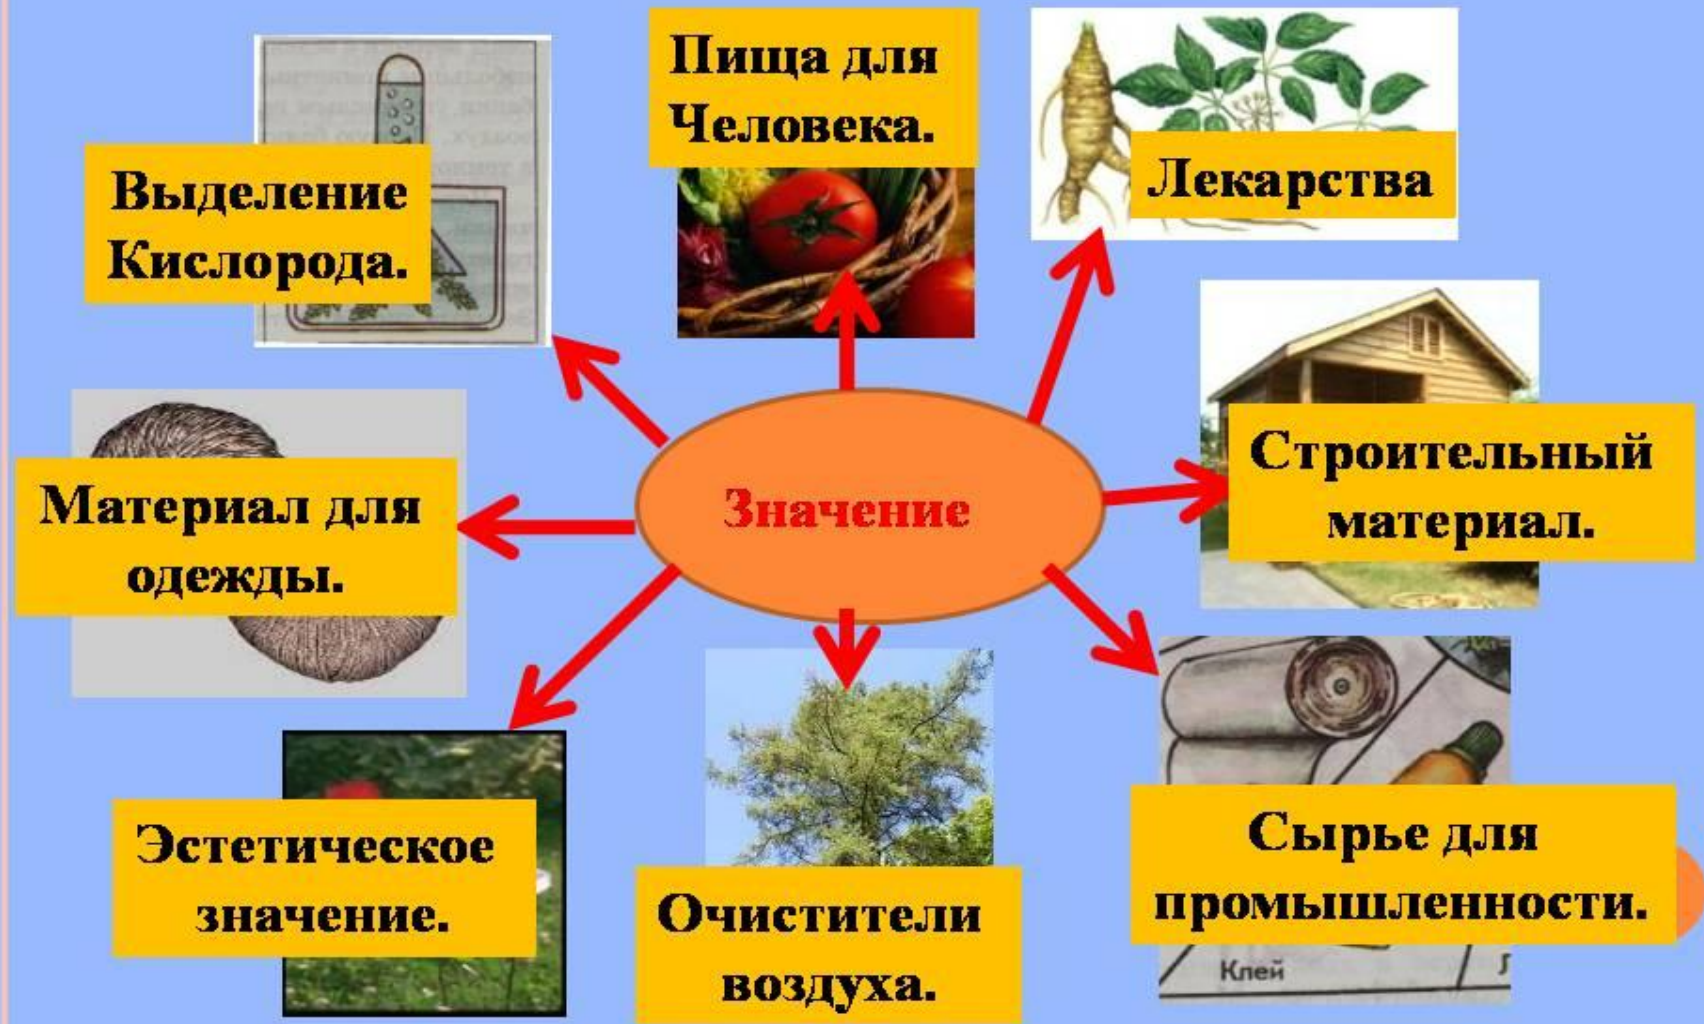 Пища для
Человека.
Лекарства
Выделение
Кислорода.
Строительный
материал.
Значение
Материал для
одежды.
Эстетическое
значение.
Очистители
воздуха.
Сырье для
промышленности.
Клей